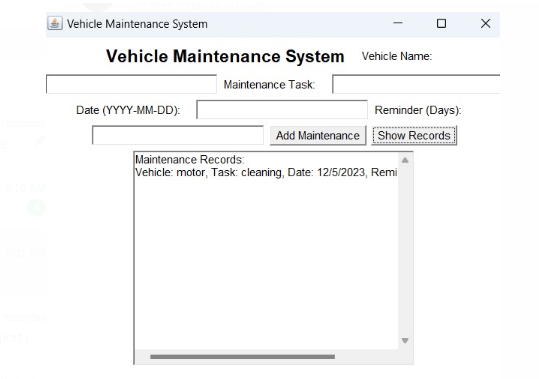 Vehicle Maintenance System
Vehicle Maintenance System Vehicle Name:
Maintenance Task:
Date (YYYY-MM-DD): Reminder (Days):
Add Maintenance Show Records
Maintenance Records:
Vehicle: motor, Task: cleaning, Date: 12/5/2023, Remi